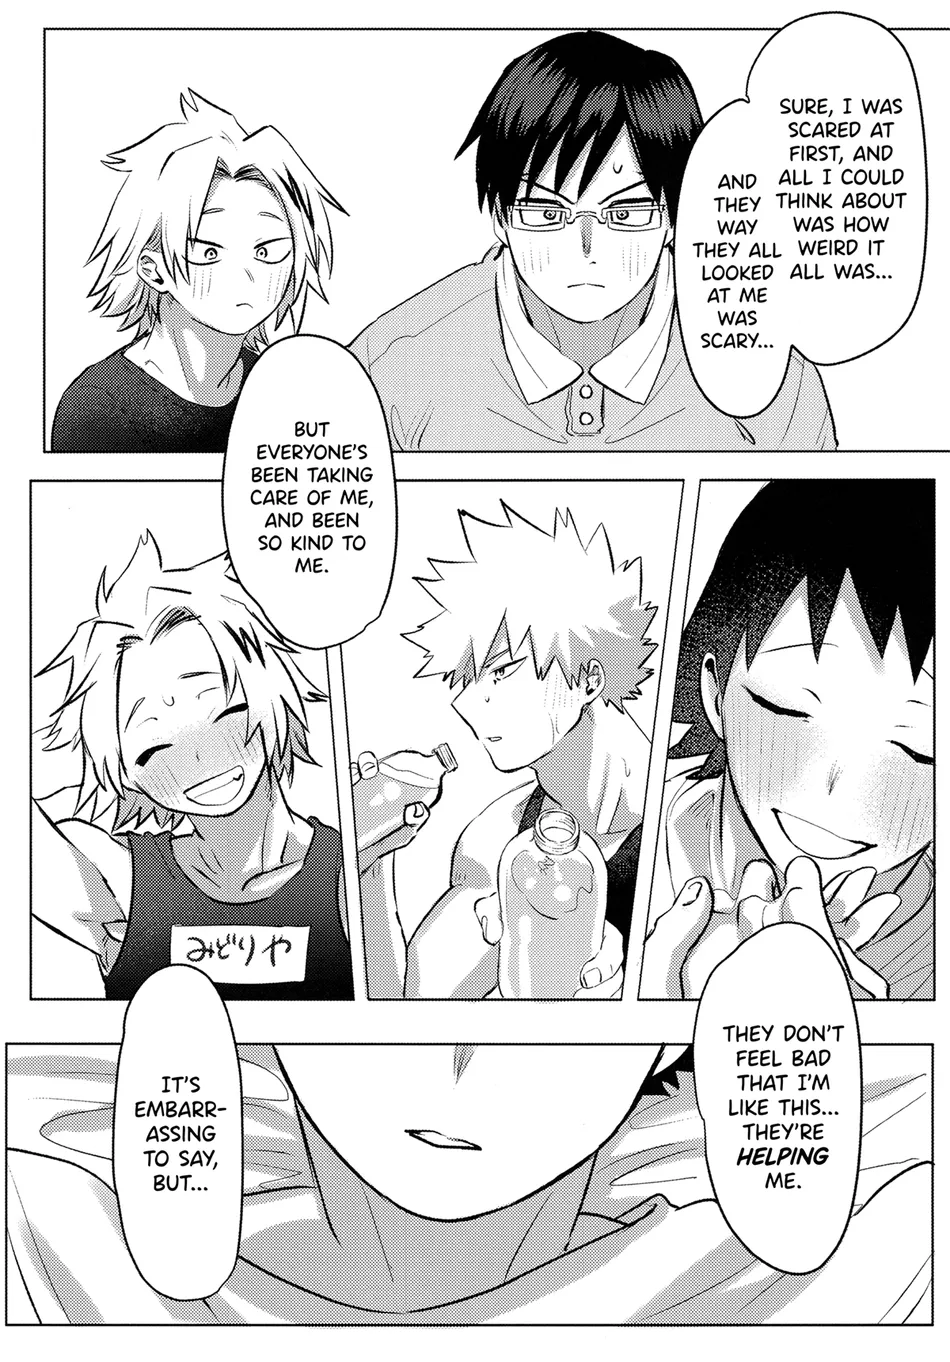 SURE, I WAS
SCARED AT
FIRST, AND
ALL I COULD
THINK ABOUT
WAS HOW
WEIRD IT
ALL WAS...
AND
THEY
WAY
THEY ALL
LOOKED
AT ME
WAS
SCARY...
BUT
EVERYONE'S
BEEN TAKING
CARE OF ME,
AND BEEN
SO KIND TO
ME.
みどりや
THEY DON'T
FEEL BAD
THAT I'M
LIKE THIS...
THEY'RE
HELPING
ME.
IT'S
EMBARR-
ASSING
TO SAY,
BUT...